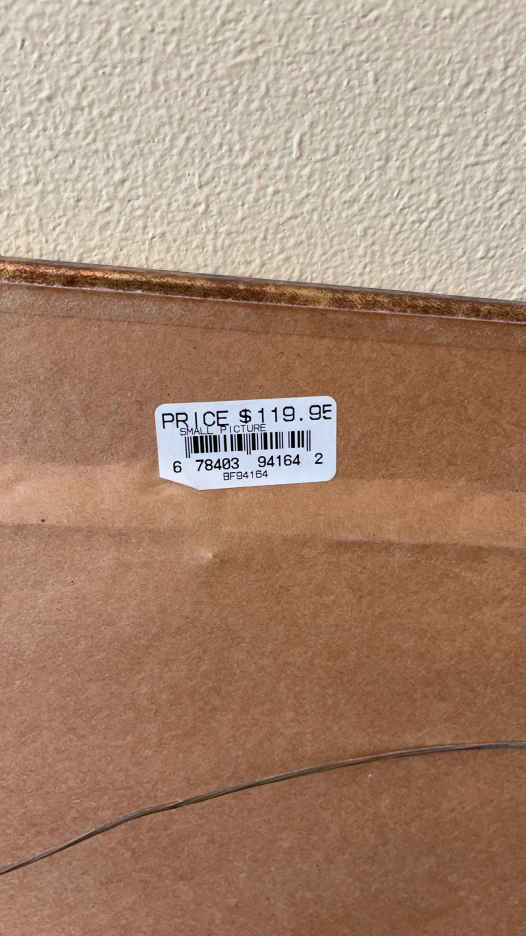 PRICE $119.95
SMALL PICTURE
6 78403 94164 2
BF94164